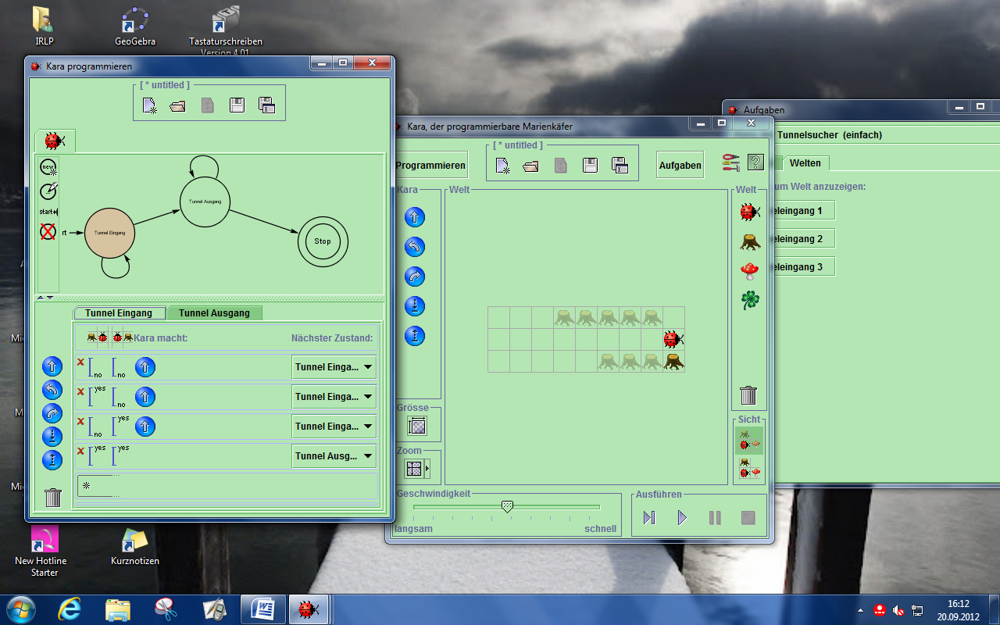 IRLP
GeoGebra
Tastaturschreiben
Version 4.01
Kara programmieren
[ * untitled ]
new
start
rt
Tunnel Eingang
Tunnel Ausgang
Stop
Tunnel Eingang
Tunnel Ausgang
Kara macht:
Nächster Zustand:
no no
Tunnel Einga...
yes no
Tunnel Einga...
no yes
Tunnel Einga...
yes yes
Tunnel Ausg...
Kara, der programmierbare Marienkäfer
Programmieren
[ * untitled ]
Aufgaben
Kara
Welt
Welt
Grösse
Zoom
Sicht
Geschwindigkeit
langsam
schnell
Ausführen
Aufgaben
Tunnelsucher (einfach)
Welten
um Welt anzuzeigen:
eleingang 1
eleingang 2
eleingang 3
New Hotline
Starter
Kurznotizen
16:12
20.09.2012